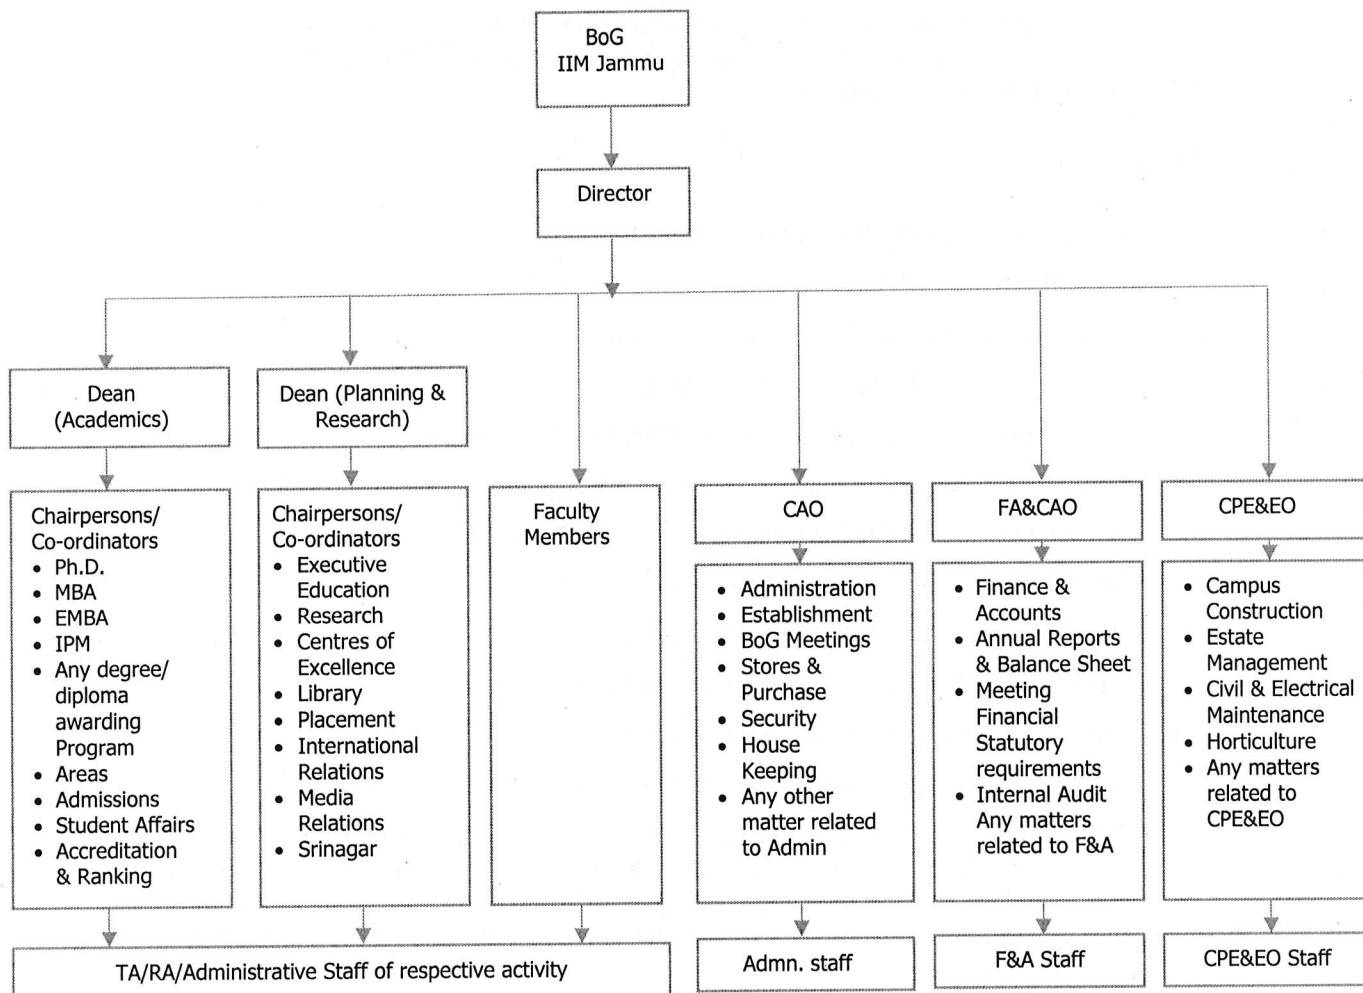 BoG
IIM Jammu
Director
Dean
(Academics)
Dean (Planning &
Research)
Chairpersons/
Co-ordinators
• Ph.D.
• MBA
• EMBA
• IPM
• Any degree/
diploma
awarding
Program
• Areas
• Admissions
• Student Affairs
• Accreditation
& Ranking
Chairpersons/
Co-ordinators
• Executive
Education
• Research
• Centres of
Excellence
• Library
• Placement
• International
Relations
• Media
Relations
• Srinagar
Faculty
Members
CAO
• Administration
• Establishment
• BoG Meetings
• Stores &
Purchase
• Security
• House
Keeping
• Any other
matter related
to Admin
FA&CAO
• Finance &
Accounts
• Annual Reports
& Balance Sheet
• Meeting
Financial
Statutory
requirements
• Internal Audit
Any matters
related to F&A
CPE&EO
• Campus
Construction
• Estate
Management
• Civil & Electrical
Maintenance
• Horticulture
• Any matters
related to
CPE&EO
TA/RA/Administrative Staff of respective activity
Admn. staff
F&A Staff
CPE&EO Staff